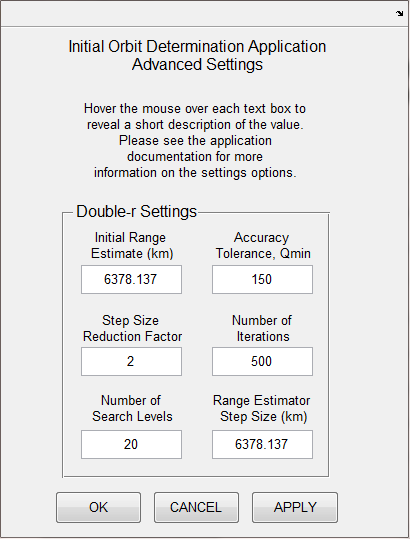 Initial Orbit Determination Application
Advanced Settings
Hover the mouse over each text box to
reveal a short description of the value.
Please see the application
documentation for more
information on the settings options.
Double-r Settings
Initial Range
Estimate (km)
6378.137
Accuracy
Tolerance, Qmin
150
Step Size
Reduction Factor
2
Number of
Iterations
500
Number of
Search Levels
20
Range Estimator
Step Size (km)
6378.137
OK
CANCEL
APPLY